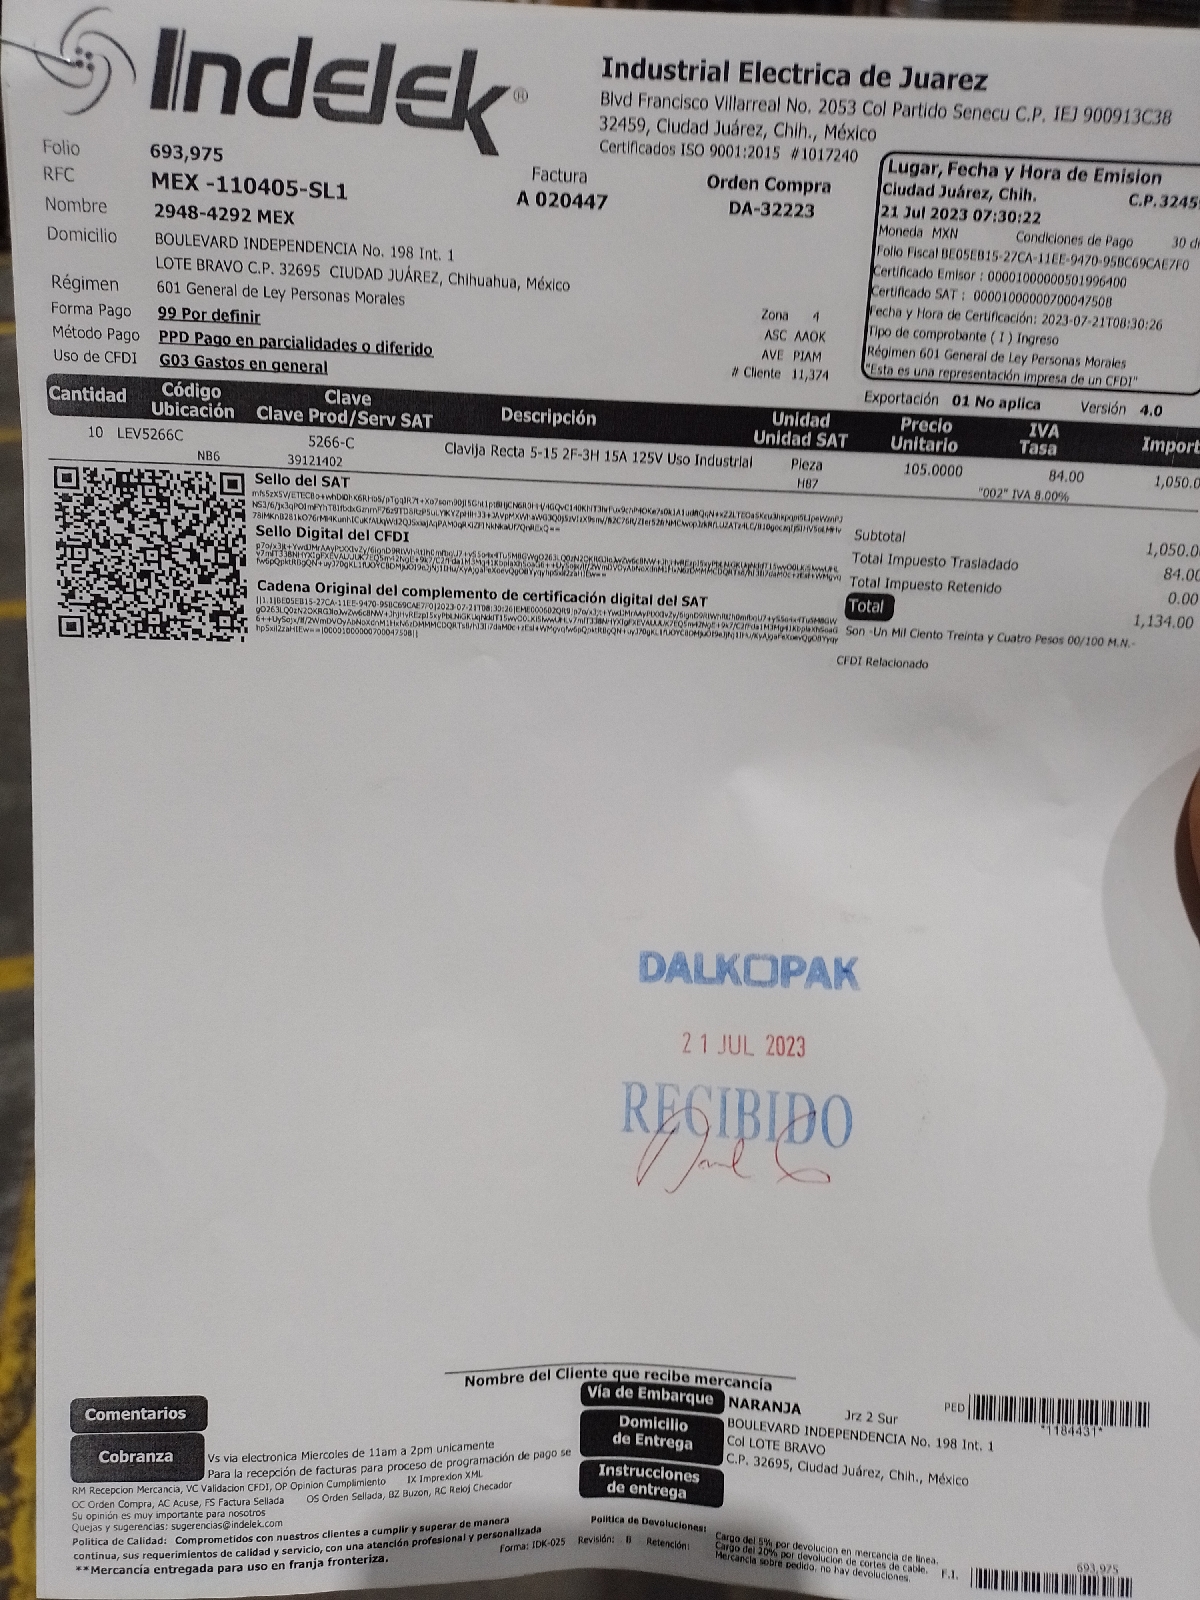 Indelek®
Industrial Electrica de Juarez
Blvd Francisco Villarreal No. 2053 Col Partido Senecu C.P. IEJ 900913C38
32459, Ciudad Juárez, Chih., México
Certificados ISO 9001:2015 #1017240
Folio 693,975
RFC MEX -110405-SL1
Nombre 2948-4292 MEX
Domicilio BOULEVARD INDEPENDENCIA No. 198 Int. 1
LOTE BRAVO C.P. 32695 CIUDAD JUÁREZ, Chihuahua, México
Régimen 601 General de Ley Personas Morales
Forma Pago 99 Por definir
Método Pago PPD Pago en parcialidades o diferido
Uso de CFDI G03 Gastos en general
Factura
A 020447
Orden Compra
DA-32223
Zona 4
ASC AAOK
AVE PIAM
# Cliente 11,374
Lugar, Fecha y Hora de Emision
Ciudad Juárez, Chih. C.P.3245
21 Jul 2023 07:30:22
Moneda MXN Condiciones de Pago 30
Folio Fiscal BE05EB15-27CA-11EE-9470-95BC69CAE7F0
Certificado Emisor : 00001000000501996400
Certificado SAT : 00001000000700047508
Fecha y Hora de Certificación: 2023-07-21T08:30:26
Tipo de comprobante ( I ) Ingreso
Régimen 601 General de Ley Personas Morales
"Esta es una representación impresa de un CFDI"
Exportación 01 No aplica Versión 4.0
Cantidad Código Ubicación Clave Clave Prod/Serv SAT Descripción Unidad Unidad SAT Precio Unitario IVA Tasa Import
10 LEV5266C 5266-C Clavija Recta 5-15 2F-3H 15A 125V Uso Industrial Pieza 105.0000 84.00 1,050.0
NB6 39121402 H87 "002" IVA 8.00%
Sello del SAT
Sello Digital del CFDI
Cadena Original del complemento de certificación digital del SAT
Subtotal 1,050.0
Total Impuesto Trasladado 84.00
Total Impuesto Retenido 0.00
Total 1,134.00
Son -Un Mil Ciento Treinta y Cuatro Pesos 00/100 M.N.-
CFDI Relacionado
DALKOPAK
21 JUL 2023
RECIBIDO
Nombre del Cliente que recibe mercancía
Comentarios
Cobranza
Vs via electronica Miercoles de 11am a 2pm unicamente
Para la recepción de facturas para proceso de programación de pago se
RM Recepcion Mercancia, VC Validacion CFDI, OP Opinion Cumplimiento IX Impresion XML
OC Orden Compra, AC Acuse, FS Factura Sellada OS Orden Sellada, BZ Buzon, RC Reloj Checador
Su opinión es muy importante para nosotros
Quejas y sugerencias: sugerencias@indelek.com
Politica de Calidad: Comprometidos con nuestros clientes a cumplir y superar de manera
continua, sus requerimientos de calidad y servicio, con una atención profesional y personalizada
**Mercancía entregada para uso en franja fronteriza.
Forma: IDK-025 Revisión: B Retención:
Vía de Embarque NARANJA Jrz 2 Sur
Domicilio de Entrega BOULEVARD INDEPENDENCIA No. 198 Int. 1
Col LOTE BRAVO
C.P. 32695, Ciudad Juárez, Chih., México
Instrucciones de entrega
PED
*1184431*
Politica de Devoluciones:
Cargo del 5% por devolucion en mercancia de linea.
Cargo del 20% por devolucion de cortes de cable.
Mercancia sobre pedido, no hay devoluciones.
F.I.
693,975